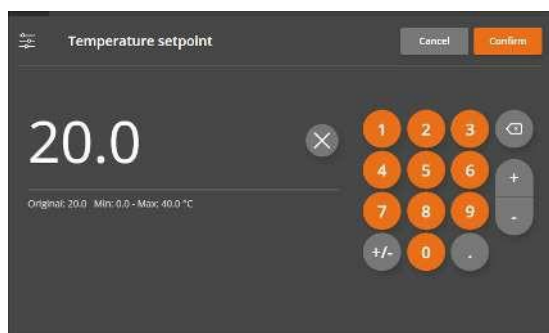 Temperature setpoint
Cancel
Confirm
20.0
Original: 20.0 Min: 0.0 - Max: 40.0 °C
1 2 3
4 5 6 +
7 8 9 -
+/- 0 .